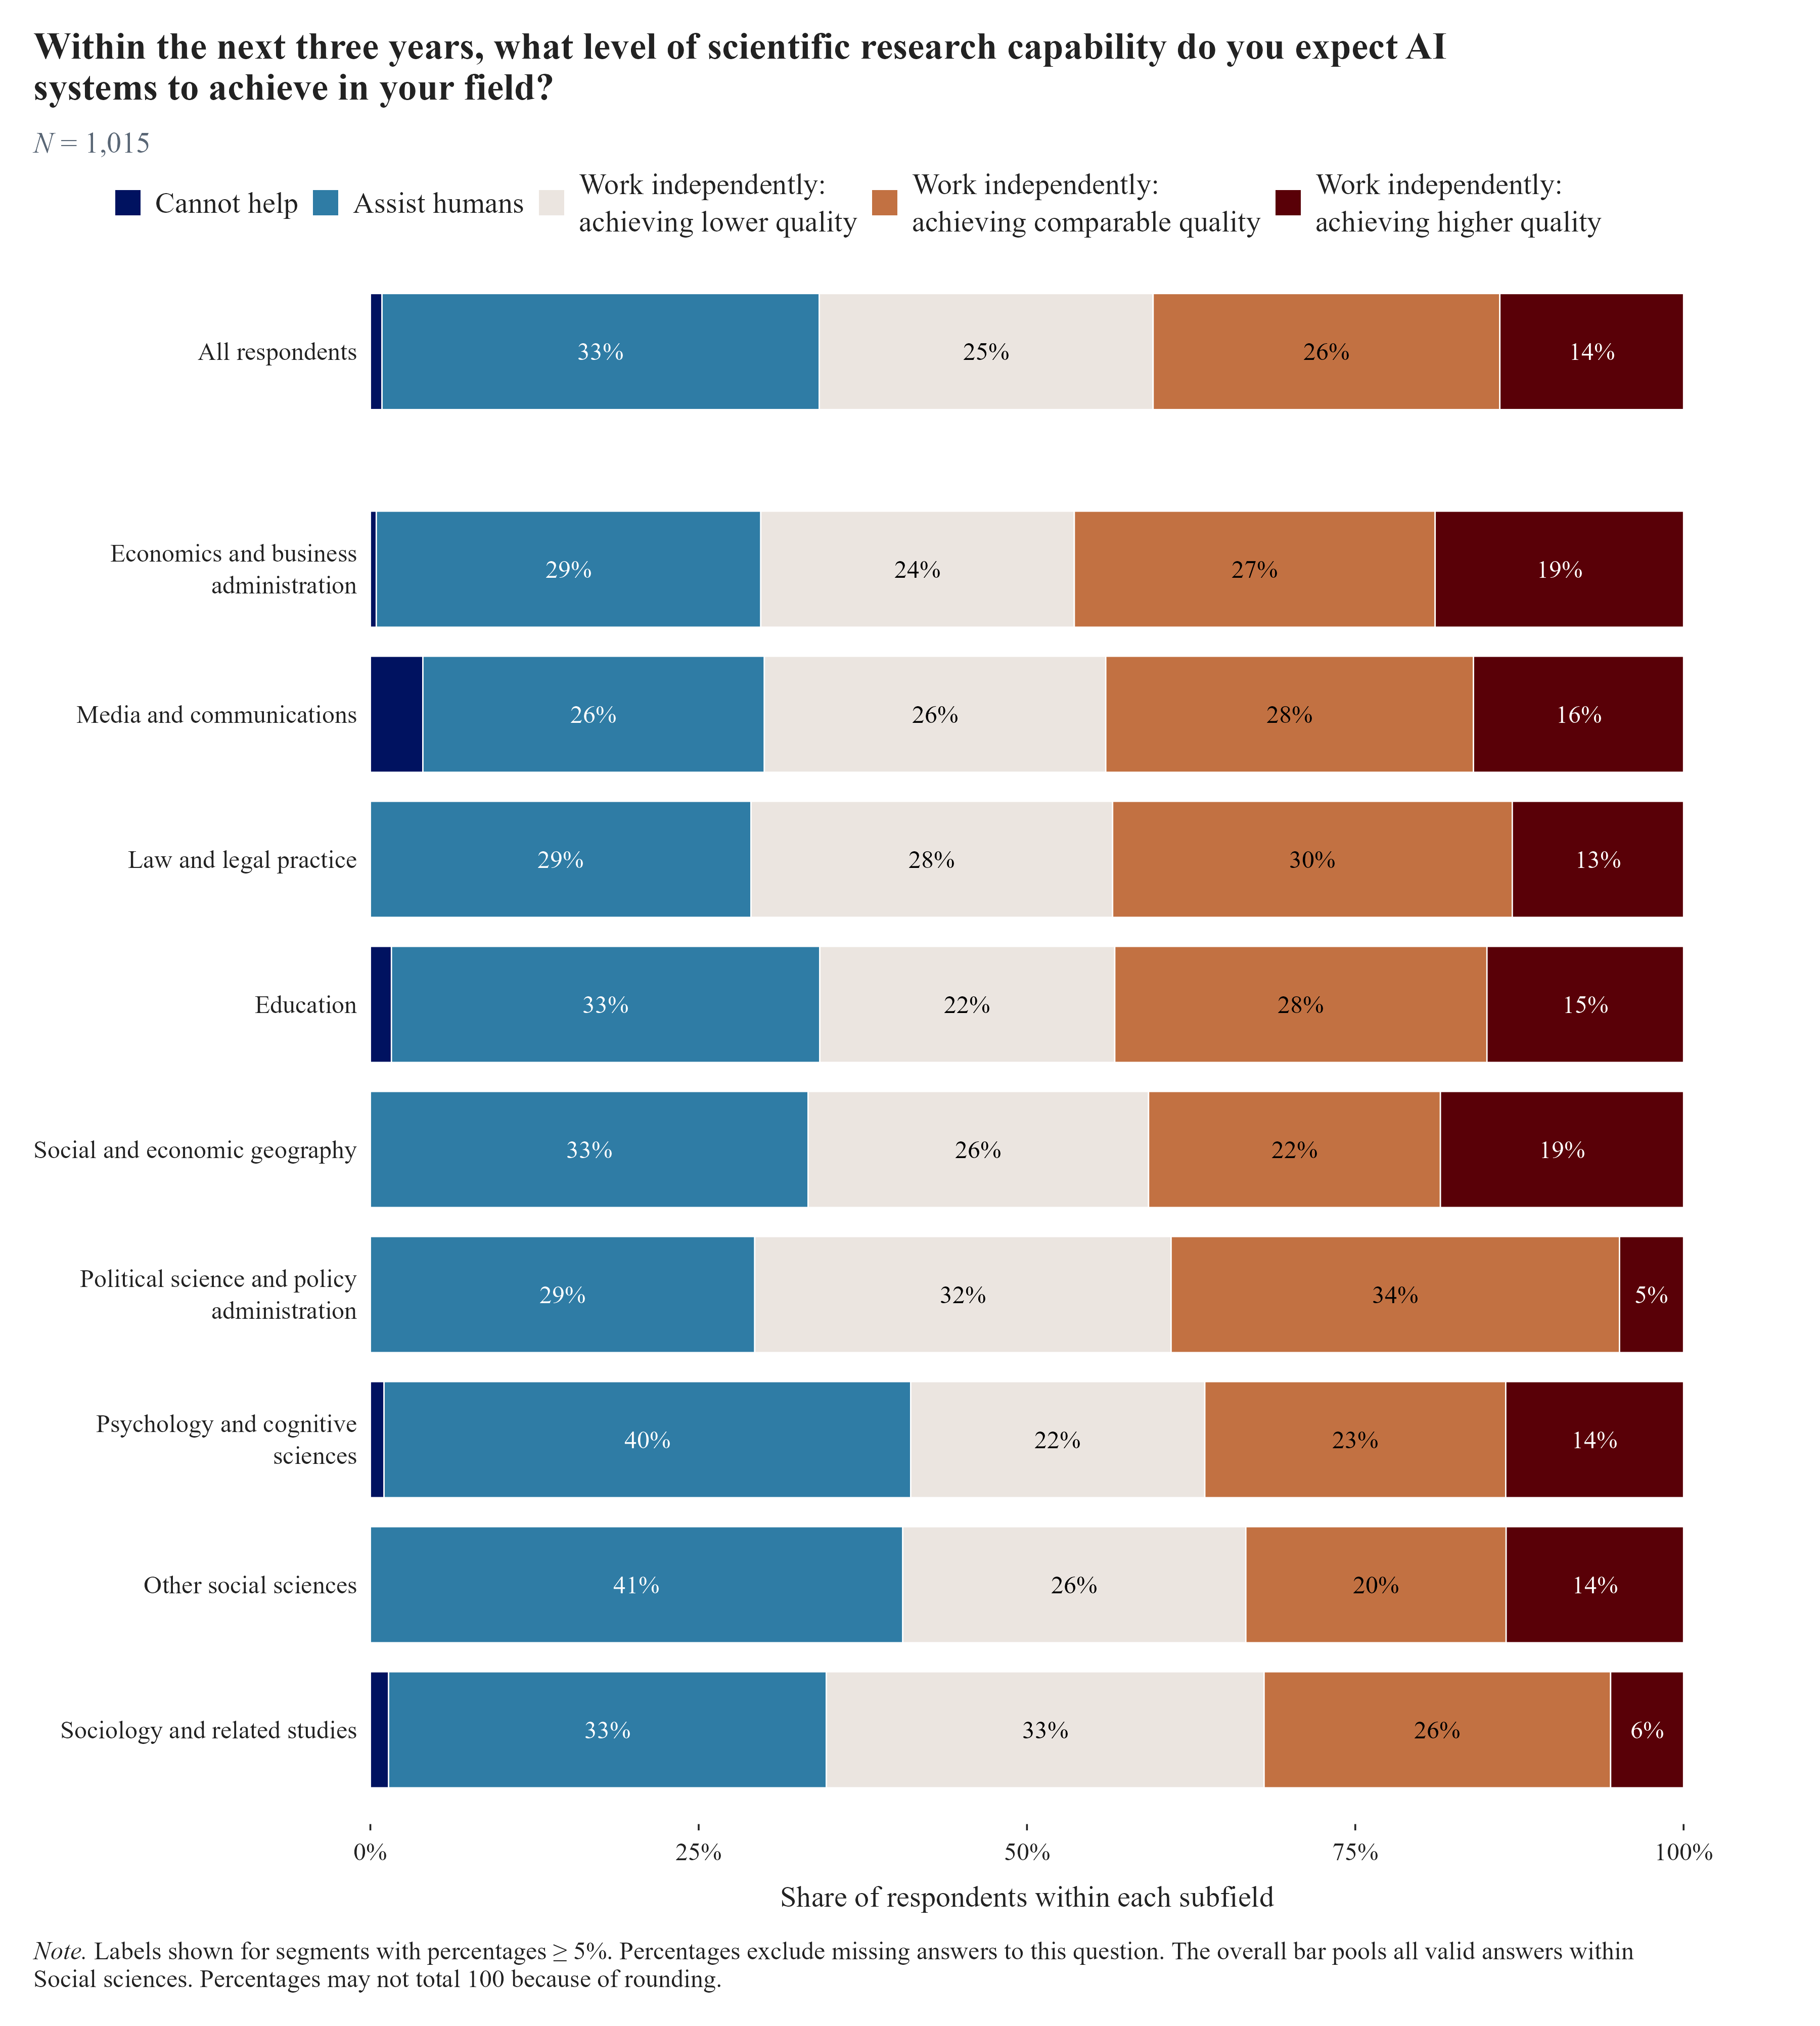 Within the next three years, what level of scientific research capability do you expect AI
systems to achieve in your field?
N = 1,015
Cannot help
Assist humans
Work independently:
achieving lower quality
Work independently:
achieving comparable quality
Work independently:
achieving higher quality
All respondents
33% 25% 26% 14%
Economics and business
administration
29% 24% 27% 19%
Media and communications
26% 26% 28% 16%
Law and legal practice
29% 28% 30% 13%
Education
33% 22% 28% 15%
Social and economic geography
33% 26% 22% 19%
Political science and policy
administration
29% 32% 34% 5%
Psychology and cognitive
sciences
40% 22% 23% 14%
Other social sciences
41% 26% 20% 14%
Sociology and related studies
33% 33% 26% 6%
0% 25% 50% 75% 100%
Share of respondents within each subfield
Note. Labels shown for segments with percentages ≥ 5%. Percentages exclude missing answers to this question. The overall bar pools all valid answers within
Social sciences. Percentages may not total 100 because of rounding.